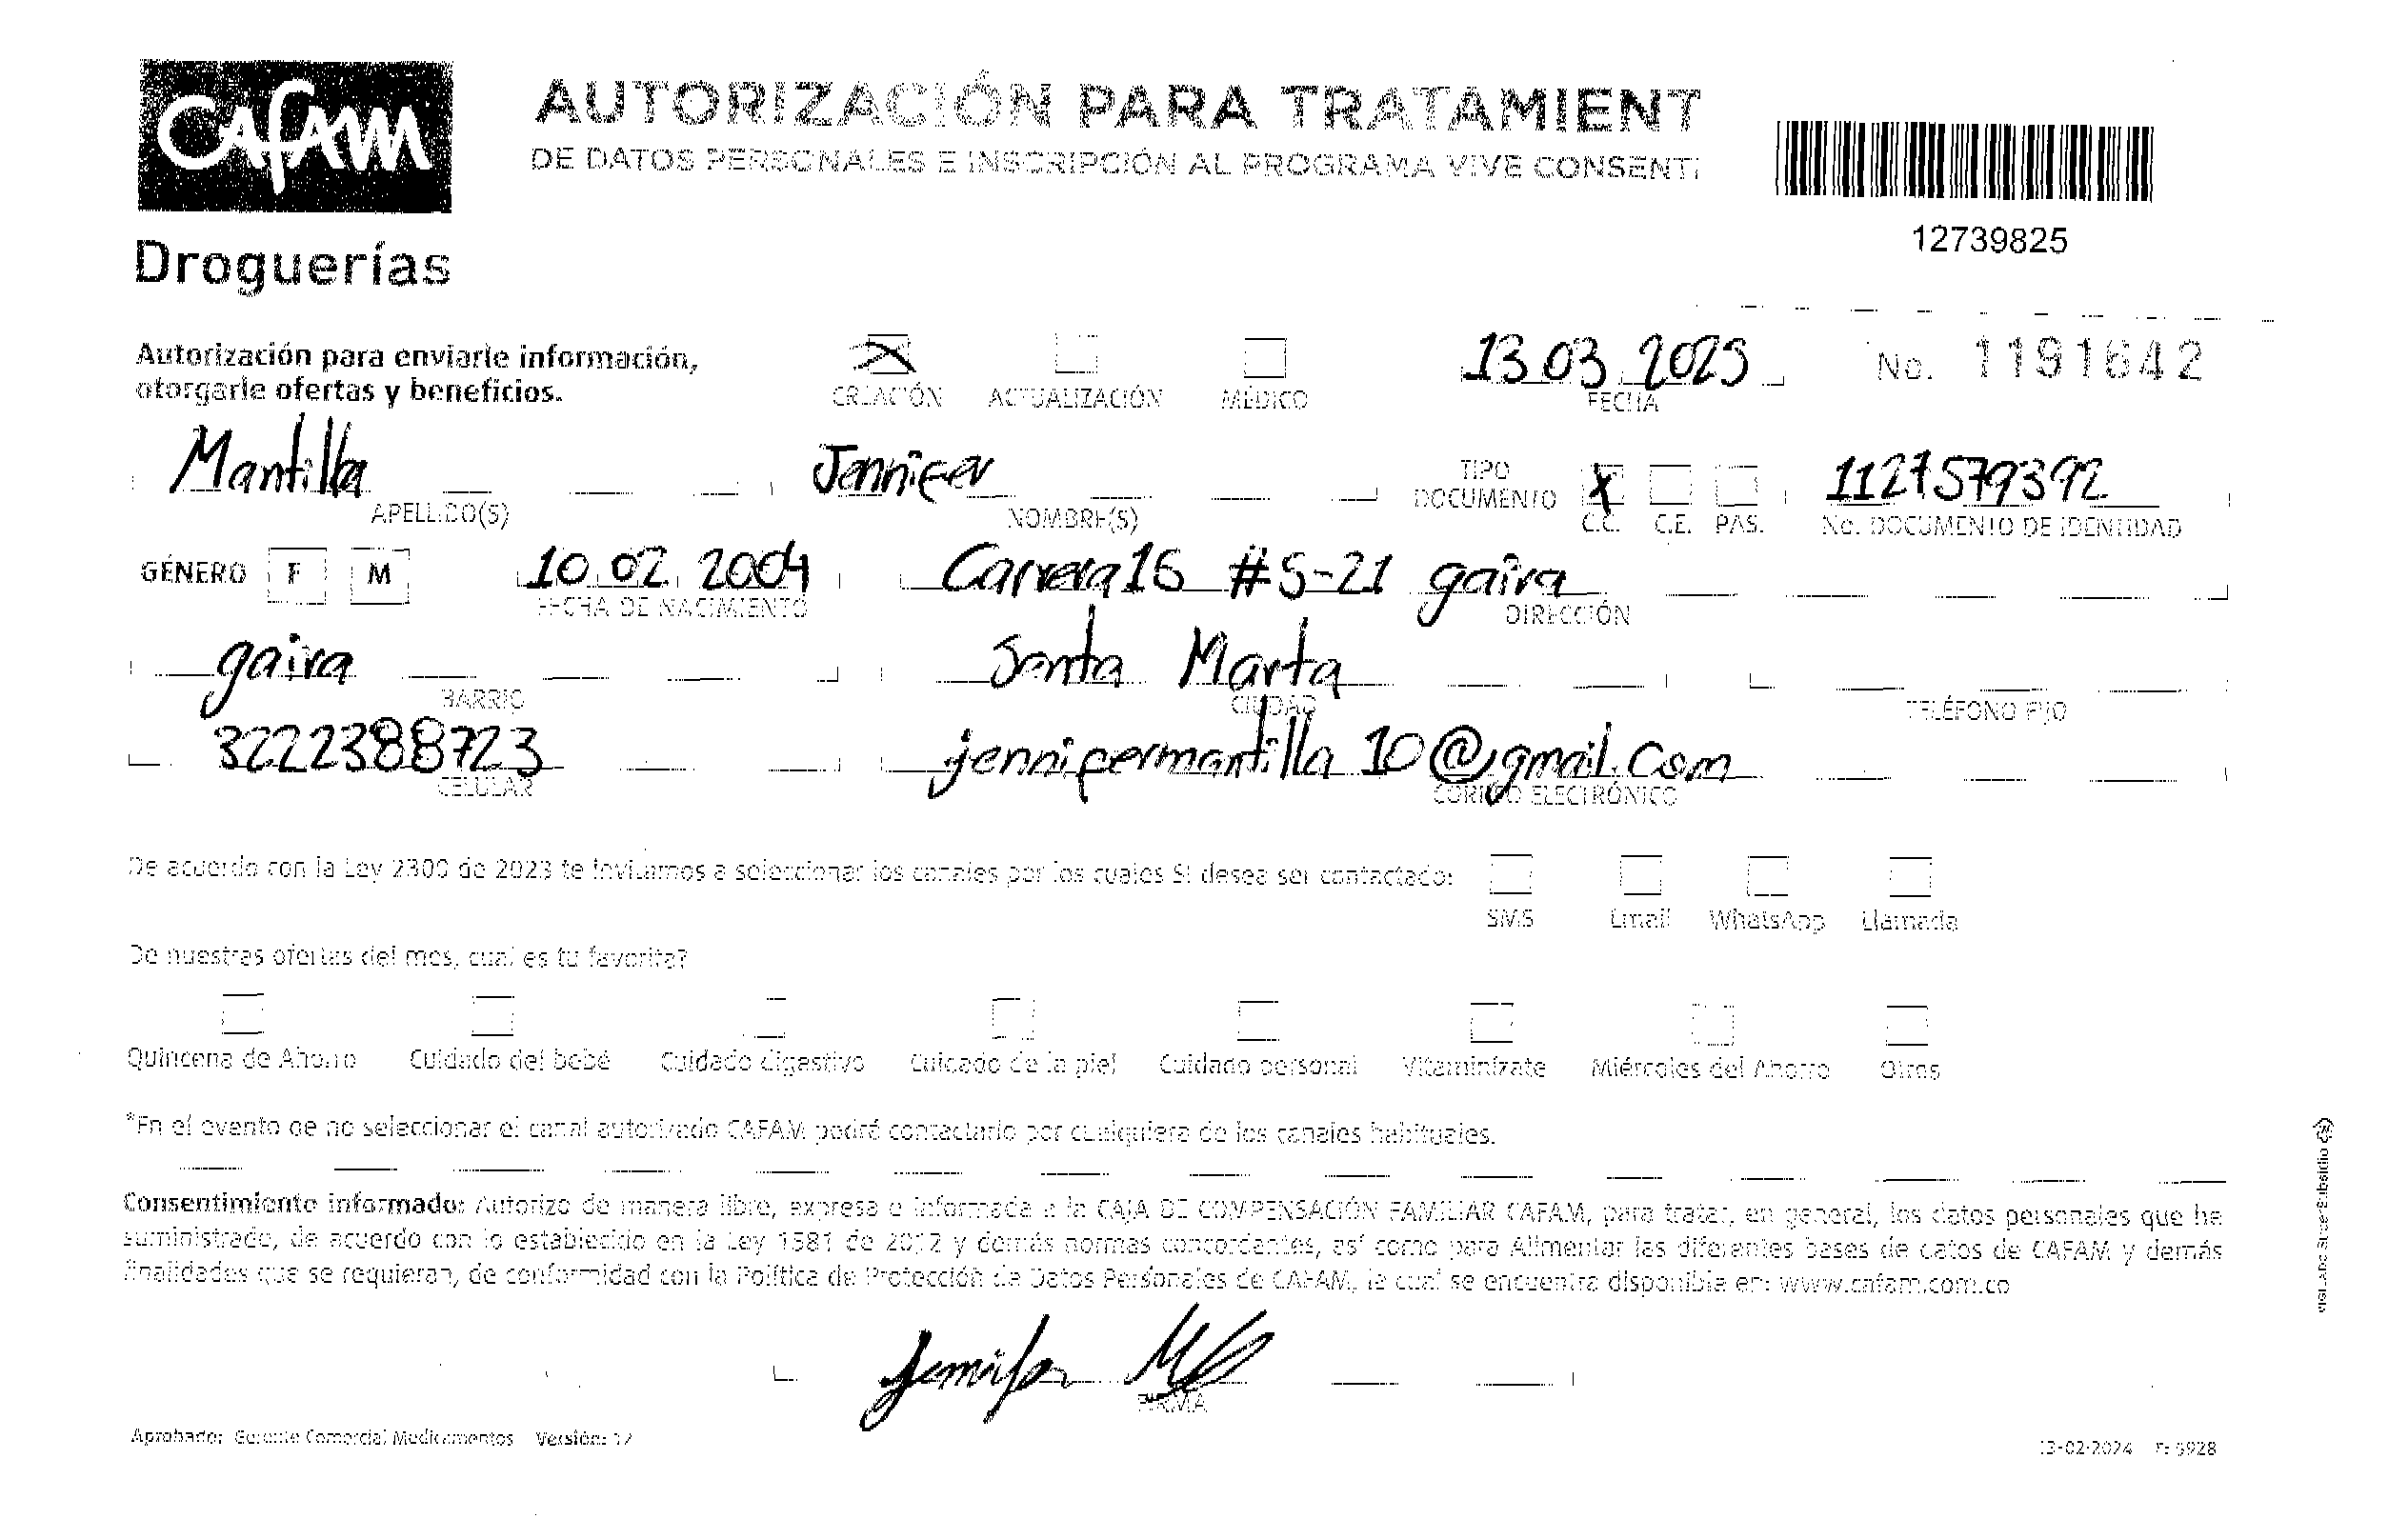 CAFAM
Droguerías
AUTORIZACIÓN PARA TRATAMIENT
DE DATOS PERSONALES E INSCRIPCIÓN AL PROGRAMA VIVE CONSENTI
12739825
Autorización para enviarle información,
otorgarle ofertas y beneficios.
X CREACIÓN ACTUALIZACIÓN MÉDICO
13 03 2025
FECHA
No. 1191642
Mantilla
APELLIDO(S)
Jennifer
NOMBRE(S)
TIPO DOCUMENTO X C.C. C.E. PAS.
1127579392
No. DOCUMENTO DE IDENTIDAD
GÉNERO F M
10 02 2004
FECHA DE NACIMIENTO
Carrera 16 #5-21 gaira
DIRECCIÓN
gaira
BARRIO
Santa Marta
CIUDAD
TELÉFONO FIJO
3222388723
CELULAR
jennifermantilla10@gmail.com
CORREO ELECTRÓNICO
De acuerdo con la Ley 2300 de 2023 te invitamos a seleccionar los canales por los cuales SI desea ser contactado:
SMS Email WhatsApp Llamada
De nuestras ofertas del mes, cual es tu favorita?
Quincena de Ahorro Cuidado del bebé Cuidado digestivo Cuidado de la piel Cuidado personal Vitaminízate Miércoles del Ahorro Otros
*En el evento de no seleccionar el canal autorizado CAFAM podrá contactarlo por cualquiera de los canales habituales.
Consentimiento informado: Autorizo de manera libre, expresa e informada a la CAJA DE COMPENSACIÓN FAMILIAR CAFAM, para tratar, en general, los datos personales que he
suministrado, de acuerdo con lo establecido en la Ley 1581 de 2012 y demás normas concordantes, así como para Alimentar las diferentes bases de datos de CAFAM y demás
finalidades que se requieran, de conformidad con la Política de Protección de Datos Personales de CAFAM, la cual se encuentra disponible en: www.cafam.com.co
Jennifer M
FIRMA
Aprobado: Gerente Comercial Medicamentos Versión: 12
13-02-2024 F: 5928
VIGILADO SuperSubsidio